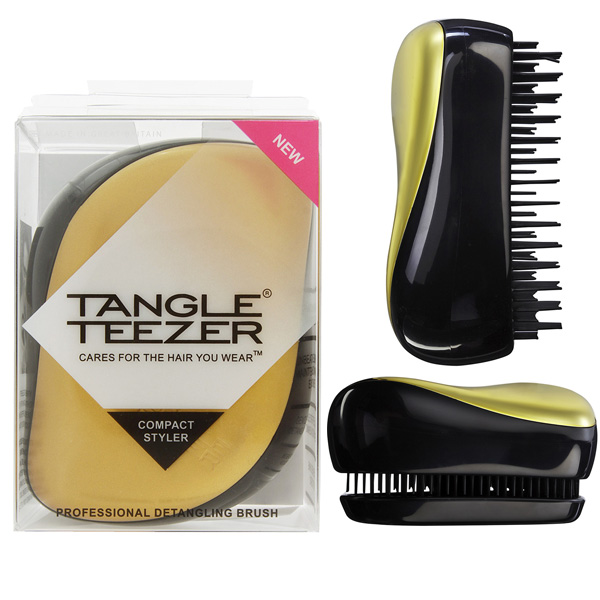 NEW
TANGLE®
TEEZER
CARES FOR THE HAIR YOU WEAR™
COMPACT
STYLER
PROFESSIONAL DETANGLING BRUSH